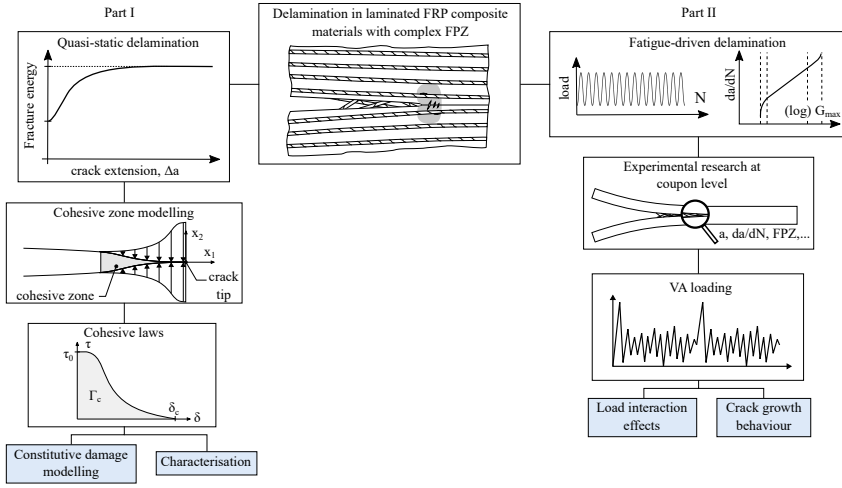 Part I
Quasi-static delamination
Fracture energy
crack extension, Δa
Cohesive zone modelling
x₂
x₁
cohesive zone
crack
tip
Cohesive laws
τ
τ₀
Γc
δc
δ
Constitutive damage
modelling
Characterisation
Delamination in laminated FRP composite
materials with complex FPZ
Part II
Fatigue-driven delamination
load
N
da/dN
(log) Gmax
Experimental research at
coupon level
a, da/dN, FPZ,...
VA loading
Load interaction
effects
Crack growth
behaviour